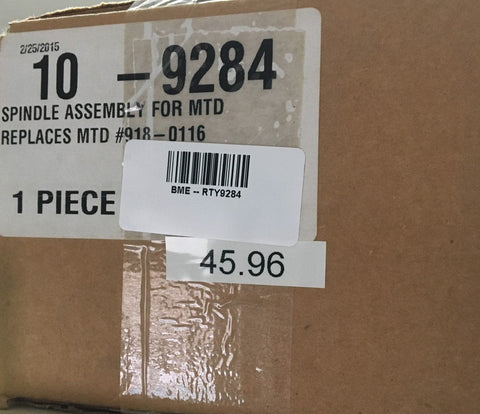 2/25/2015
10 – 9284
SPINDLE ASSEMBLY FOR MTD
REPLACES MTD #918–0116
1 PIECE
BME -- RTY9284
45.96